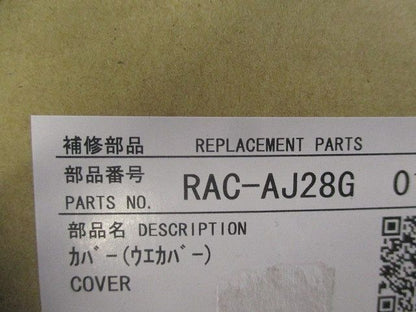 補修部品 REPLACEMENT PARTS
部品番号 RAC-AJ28G 0
PARTS NO.
部品名 DESCRIPTION
ｶﾊﾞｰ(ｳｴｶﾊﾞｰ)
COVER